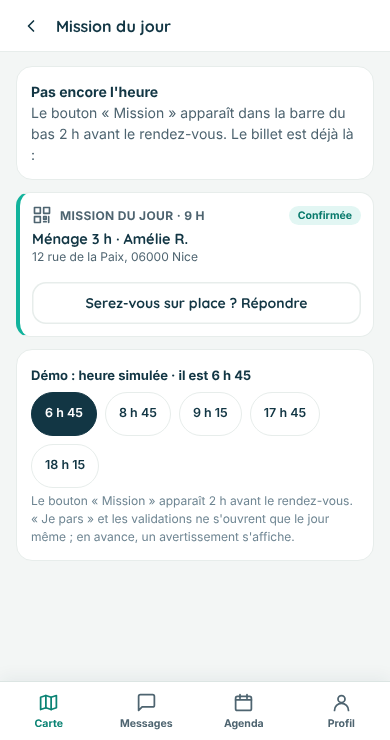 Mission du jour
Pas encore l'heure
Le bouton « Mission » apparaît dans la barre du
bas 2 h avant le rendez-vous. Le billet est déjà là
:
MISSION DU JOUR · 9 H
Confirmée
Ménage 3 h · Amélie R.
12 rue de la Paix, 06000 Nice
Serez-vous sur place ? Répondre
Démo : heure simulée · il est 6 h 45
6 h 45
8 h 45
9 h 15
17 h 45
18 h 15
Le bouton « Mission » apparaît 2 h avant le rendez-vous.
« Je pars » et les validations ne s'ouvrent que le jour
même ; en avance, un avertissement s'affiche.
Carte
Messages
Agenda
Profil